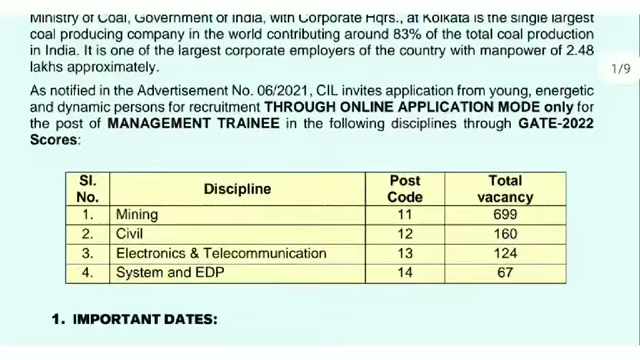 Ministry of Coal, Government of India, with Corporate Hqrs., at Kolkata is the single largest
coal producing company in the world contributing around 83% of the total coal production
in India. It is one of the largest corporate employers of the country with manpower of 2.48
lakhs approximately.
1/9
As notified in the Advertisement No. 06/2021, CIL invites application from young, energetic
and dynamic persons for recruitment THROUGH ONLINE APPLICATION MODE only for
the post of MANAGEMENT TRAINEE in the following disciplines through GATE-2022
Scores:
Sl. No. Discipline Post Code Total vacancy
1. Mining 11 699
2. Civil 12 160
3. Electronics & Telecommunication 13 124
4. System and EDP 14 67
1. IMPORTANT DATES: